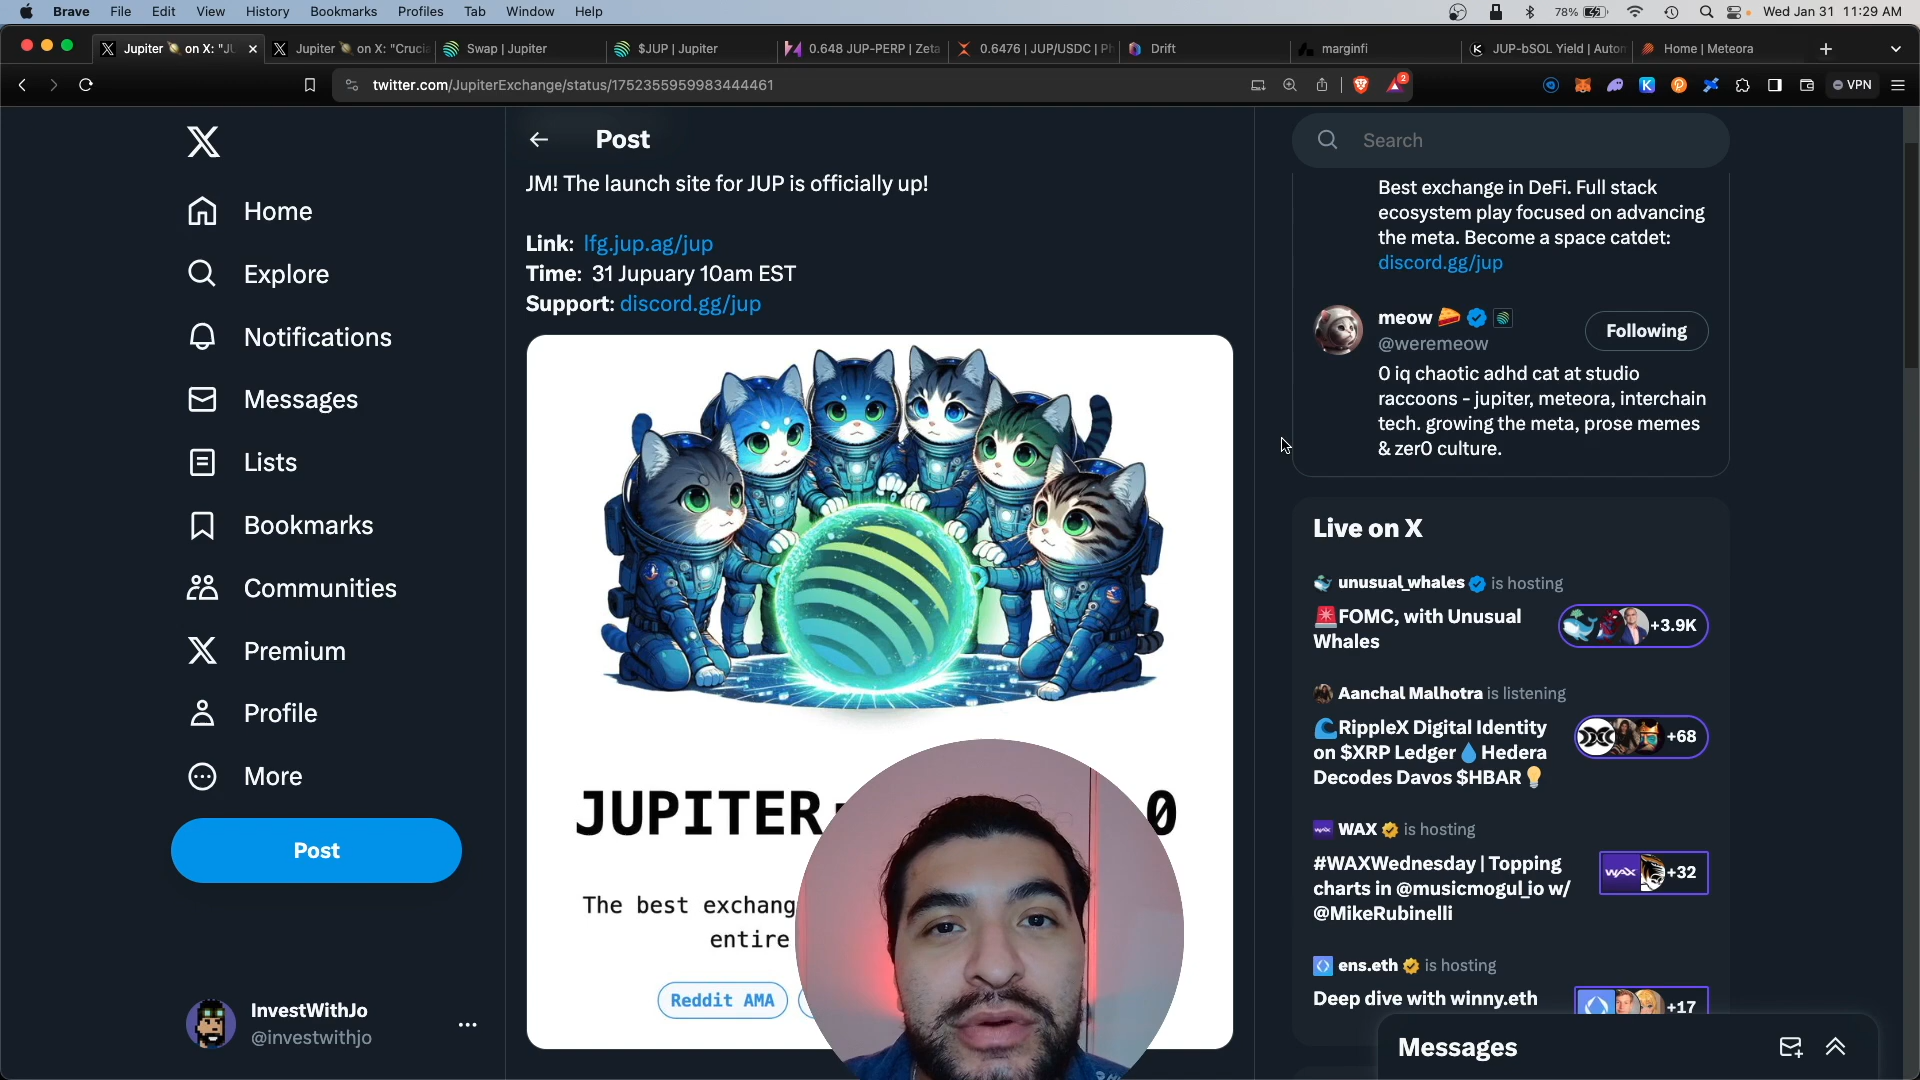 Brave File Edit View History Bookmarks Profiles Tab Window Help
78% Wed Jan 31 11:29 AM
Jupiter on X: "JU
Jupiter on X: "Crucia
Swap | Jupiter
$JUP | Jupiter
0.648 JUP-PERP | Zeta
0.6476 | JUP/USDC | Ph
Drift
marginfi
JUP-bSOL Yield | Autom
Home | Meteora
twitter.com/JupiterExchange/status/1752355959983444461
2
VPN
Home
Explore
Notifications
Messages
Lists
Bookmarks
Communities
Premium
Profile
More
Post
InvestWithJo
@investwithjo
Post
JM! The launch site for JUP is officially up!
Link: lfg.jup.ag/jup
Time: 31 Jupuary 10am EST
Support: discord.gg/jup
JUPITER
0
The best exchang
entire
Reddit AMA
Search
Best exchange in DeFi. Full stack
ecosystem play focused on advancing
the meta. Become a space catdet:
discord.gg/jup
meow
Following
@weremeow
0 iq chaotic adhd cat at studio
raccoons - jupiter, meteora, interchain
tech. growing the meta, prose memes
& zer0 culture.
Live on X
unusual_whales is hosting
🚨FOMC, with Unusual
Whales
+3.9K
Aanchal Malhotra is listening
🌊RippleX Digital Identity
on $XRP Ledger💧Hedera
Decodes Davos $HBAR💡
+68
WAX is hosting
#WAXWednesday | Topping
charts in @musicmogul_io w/
@MikeRubinelli
WAX
+32
ens.eth is hosting
Deep dive with winny.eth
+17
Messages